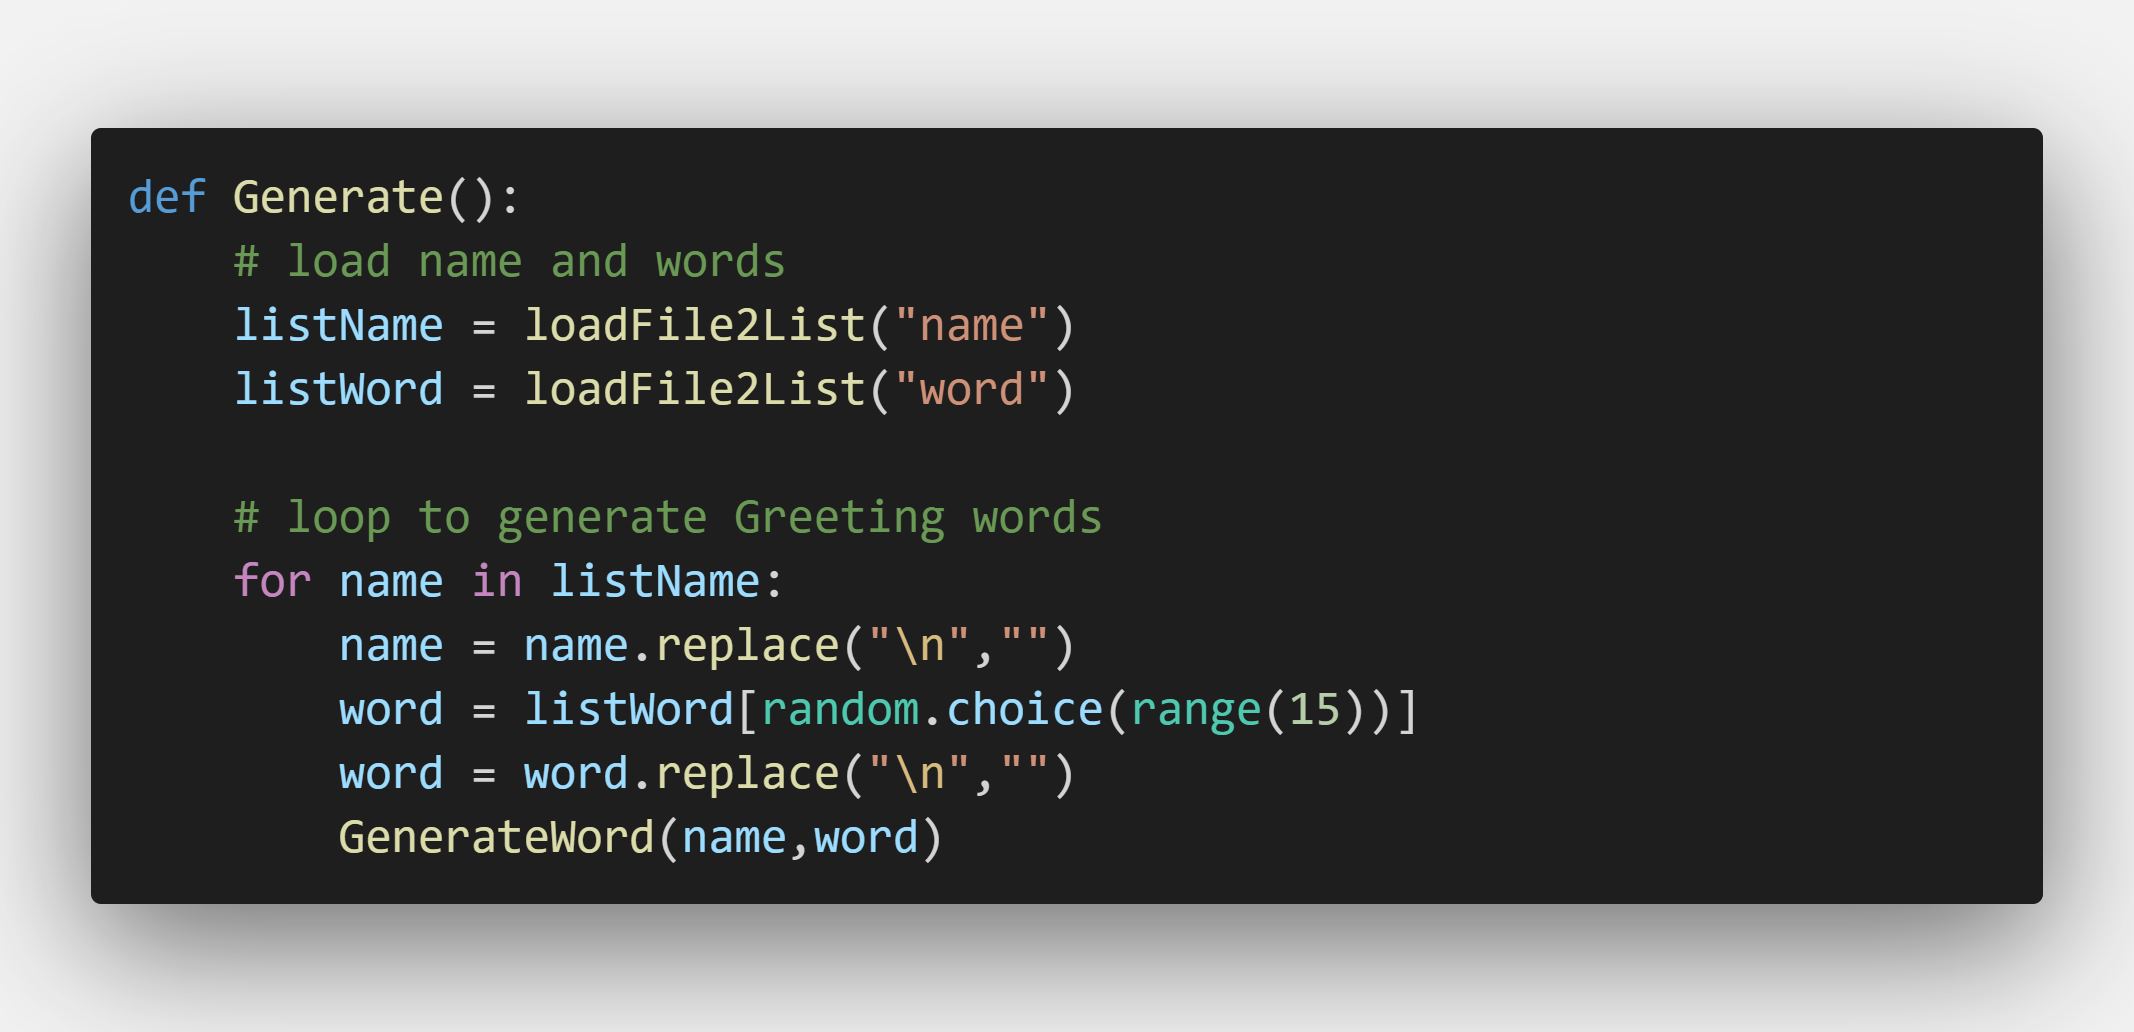 def Generate():
    # load name and words
    listName = loadFile2List("name")
    listWord = loadFile2List("word")

    # loop to generate Greeting words
    for name in listName:
        name = name.replace("\n","")
        word = listWord[random.choice(range(15))]
        word = word.replace("\n","")
        GenerateWord(name,word)